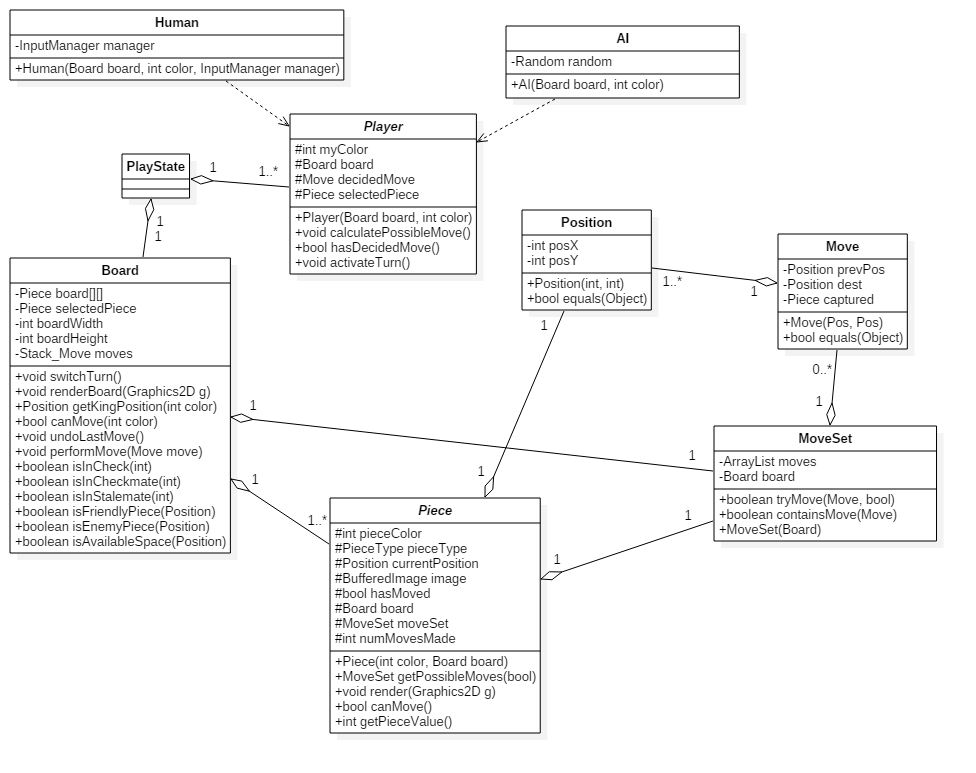 Human
-InputManager manager
+Human(Board board, int color, InputManager manager)
AI
-Random random
+AI(Board board, int color)
Player
#int myColor
#Board board
#Move decidedMove
#Piece selectedPiece
+Player(Board board, int color)
+void calculatePossibleMove()
+bool hasDecidedMove()
+void activateTurn()
PlayState
1
1..*
1
1
Position
-int posX
-int posY
+Position(int, int)
+bool equals(Object)
1..*
1
Move
-Position prevPos
-Position dest
-Piece captured
+Move(Pos, Pos)
+bool equals(Object)
0..*
1
Board
-Piece board[][]
-Piece selectedPiece
-int boardWidth
-int boardHeight
-Stack_Move moves
+void switchTurn()
+void renderBoard(Graphics2D g)
+Position getKingPosition(int color)
+bool canMove(int color)
+void undoLastMove()
+void performMove(Move move)
+boolean isInCheck(int)
+boolean isInCheckmate(int)
+boolean isInStalemate(int)
+boolean isFriendlyPiece(Position)
+boolean isEnemyPiece(Position)
+boolean isAvailableSpace(Position)
1
1
1
1..*
1
1
MoveSet
-ArrayList moves
-Board board
+boolean tryMove(Move, bool)
+boolean containsMove(Move)
+MoveSet(Board)
1
1
Piece
#int pieceColor
#PieceType pieceType
#Position currentPosition
#BufferedImage image
#bool hasMoved
#Board board
#MoveSet moveSet
#int numMovesMade
+Piece(int color, Board board)
+MoveSet getPossibleMoves(bool)
+void render(Graphics2D g)
+bool canMove()
+int getPieceValue()